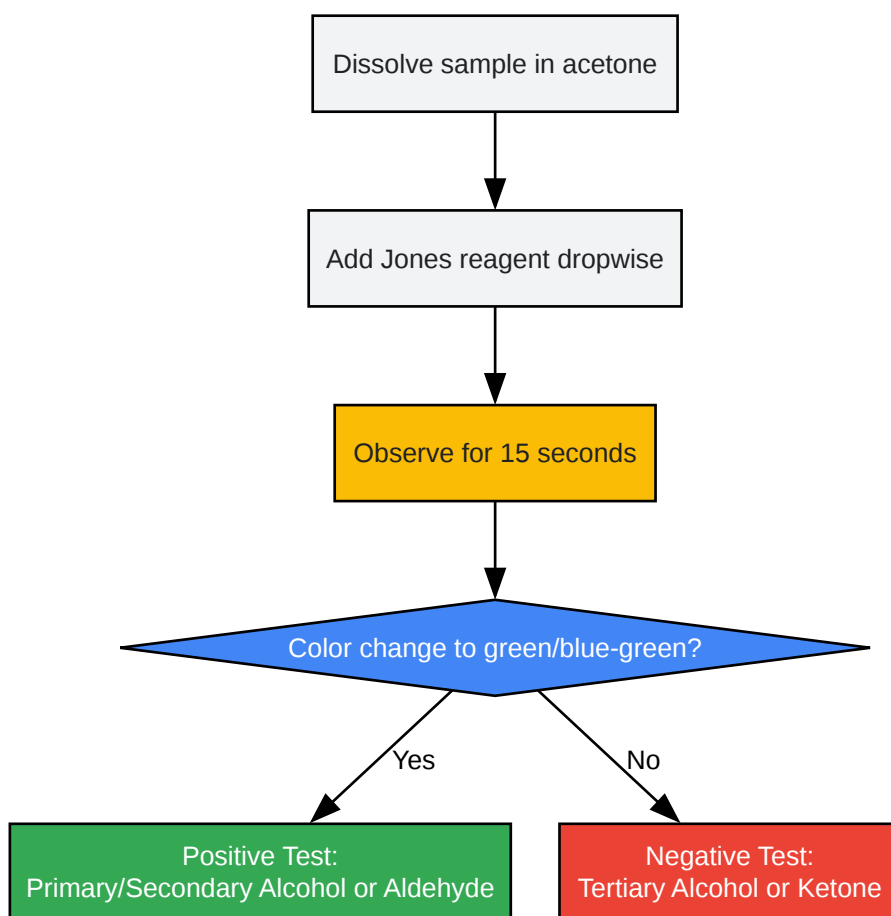 Dissolve sample in acetone
Add Jones reagent dropwise
Observe for 15 seconds
Color change to green/blue-green?
Yes
No
Positive Test:
Primary/Secondary Alcohol or Aldehyde
Negative Test:
Tertiary Alcohol or Ketone